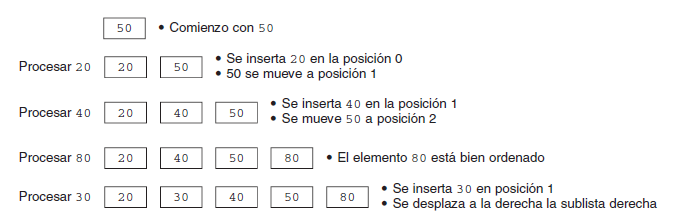 50 • Comienzo con 50
Procesar 20 20 50 • Se inserta 20 en la posición 0
• 50 se mueve a posición 1
Procesar 40 20 40 50 • Se inserta 40 en la posición 1
• Se mueve 50 a posición 2
Procesar 80 20 40 50 80 • El elemento 80 está bien ordenado
Procesar 30 20 30 40 50 80 • Se inserta 30 en posición 1
• Se desplaza a la derecha la sublista derecha